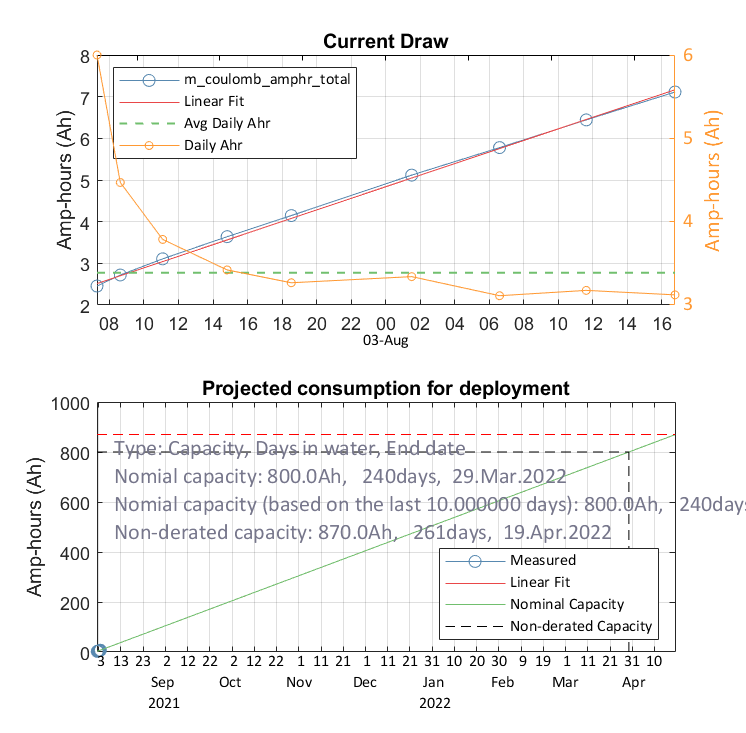 Current Draw
8
7
6
5
4
3
2
Amp-hours (Ah)
m_coulomb_amphr_total
Linear Fit
Avg Daily Ahr
Daily Ahr
6
5
4
3
Amp-hours (Ah)
08 10 12 14 16 18 20 22 00 02 04 06 08 10 12 14 16
03-Aug
Projected consumption for deployment
1000
800
600
400
200
0
Amp-hours (Ah)
Type: Capacity, Days in water, End date
Nomial capacity: 800.0Ah, 240days, 29.Mar.2022
Nomial capacity (based on the last 10.000000 days): 800.0Ah, 240days
Non-derated capacity: 870.0Ah, 261days, 19.Apr.2022
Measured
Linear Fit
Nominal Capacity
Non-derated Capacity
3 13 23 2 12 22 2 12 22 1 11 21 1 11 21 31 10 20 30 9 19 1 11 21 31 10
Sep Oct Nov Dec Jan Feb Mar Apr
2021 2022